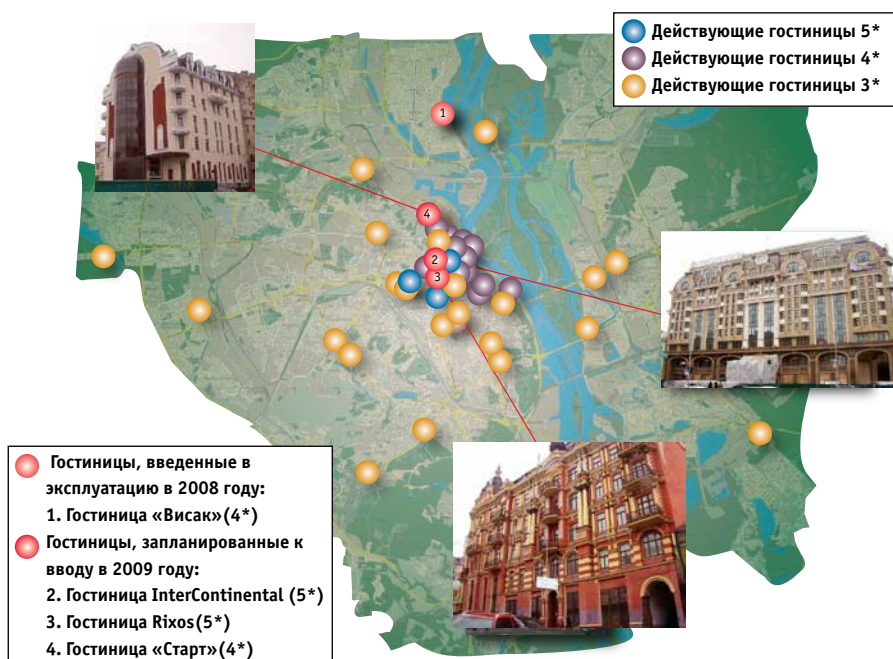 Действующие гостиницы 5*
Действующие гостиницы 4*
Действующие гостиницы 3*
1
4
2
3
Гостиницы, введенные в
эксплуатацию в 2008 году:
1. Гостиница «Висак»(4*)
Гостиницы, запланированные к
вводу в 2009 году:
2. Гостиница InterContinental (5*)
3. Гостиница Rixos(5*)
4. Гостиница «Старт»(4*)